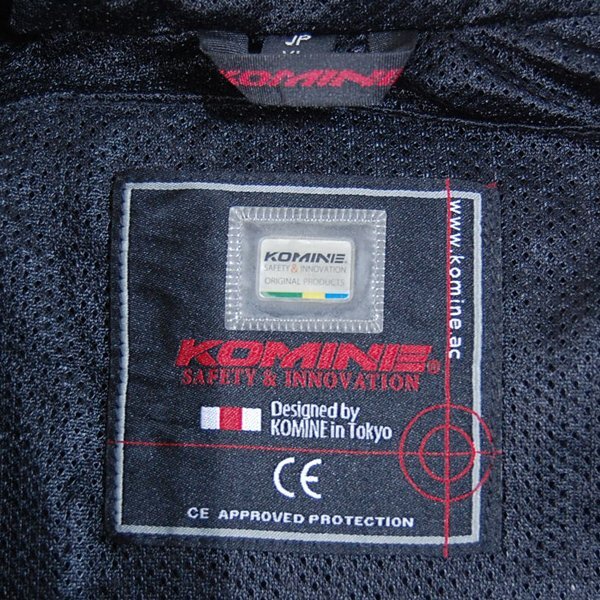 JP
KOMINE
www.komine.ac
KOMINE
SAFETY & INNOVATION
ORIGINAL PRODUCTS
KOMINE®
SAFETY & INNOVATION
Designed by
KOMINE in Tokyo
CE
CE APPROVED PROTECTION